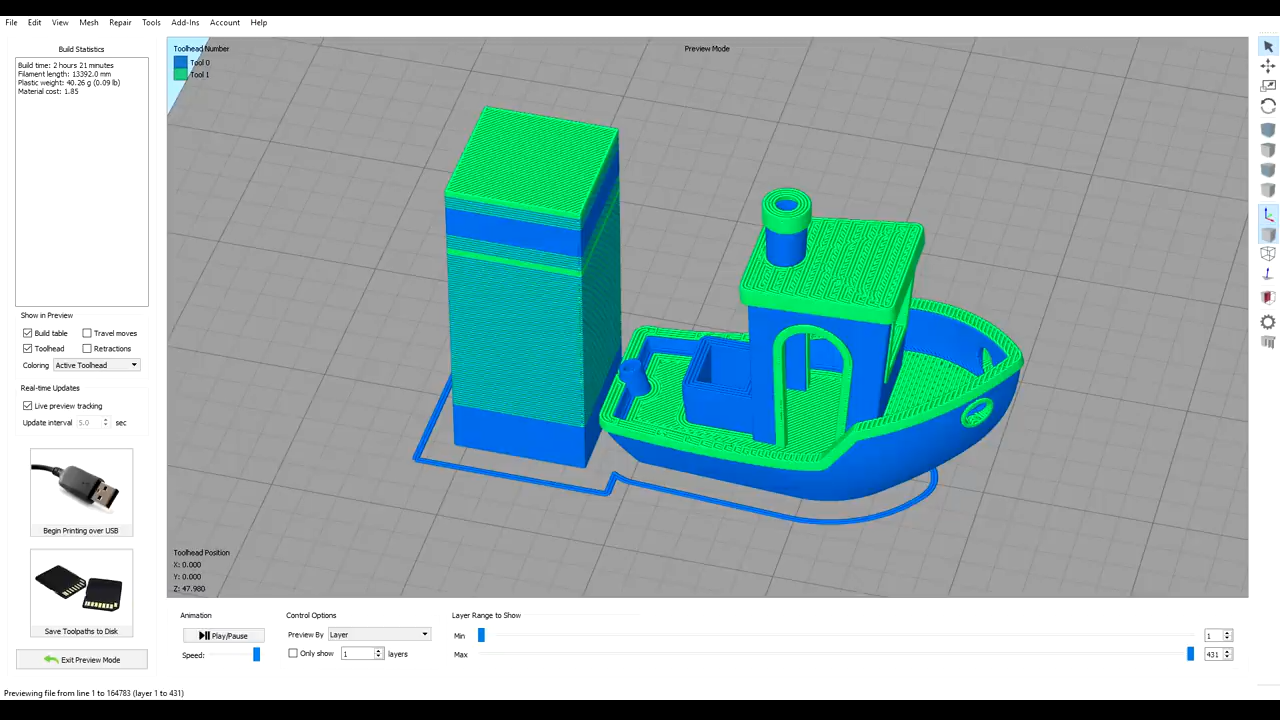 File Edit View Mesh Repair Tools Add-Ins Account Help
Build Statistics
Build time: 2 hours 21 minutes
Filament length: 13392.0 mm
Plastic weight: 40.26 g (0.09 lb)
Material cost: 1.85
Show in Preview
Build table Travel moves
Toolhead Retractions
Coloring Active Toolhead
Real-time Updates
Live preview tracking
Update interval 5.0 sec
Begin Printing over USB
Save Toolpaths to Disk
Exit Preview Mode
Toolhead Number
Tool 0
Tool 1
Preview Mode
Toolhead Position
X: 0.000
Y: 0.000
Z: 47.980
Animation
Play/Pause
Speed:
Control Options
Preview By Layer
Only show 1 layers
Layer Range to Show
Min 1
Max 431
Previewing file from line 1 to 164783 (layer 1 to 431)